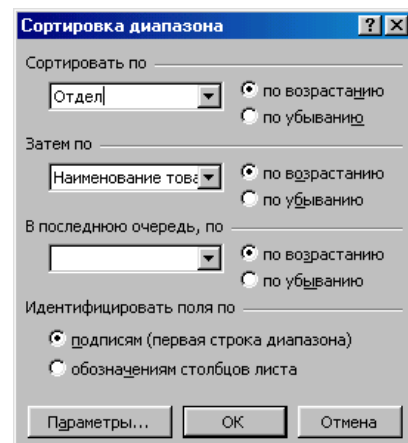 Сортировка диапазона
Сортировать по
Отдел
по возрастанию
по убыванию
Затем по
Наименование това
по возрастанию
по убыванию
В последнюю очередь, по
по возрастанию
по убыванию
Идентифицировать поля по
подписям (первая строка диапазона)
обозначениям столбцов листа
Параметры... ОК Отмена